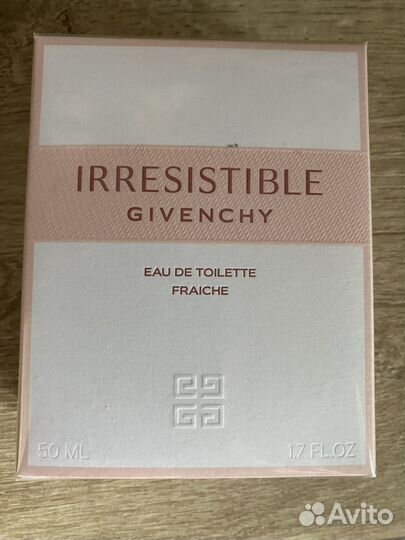 IRRESISTIBLE
GIVENCHY
EAU DE TOILETTE
FRAICHE
50 ML 1.7 FL.OZ
Avito